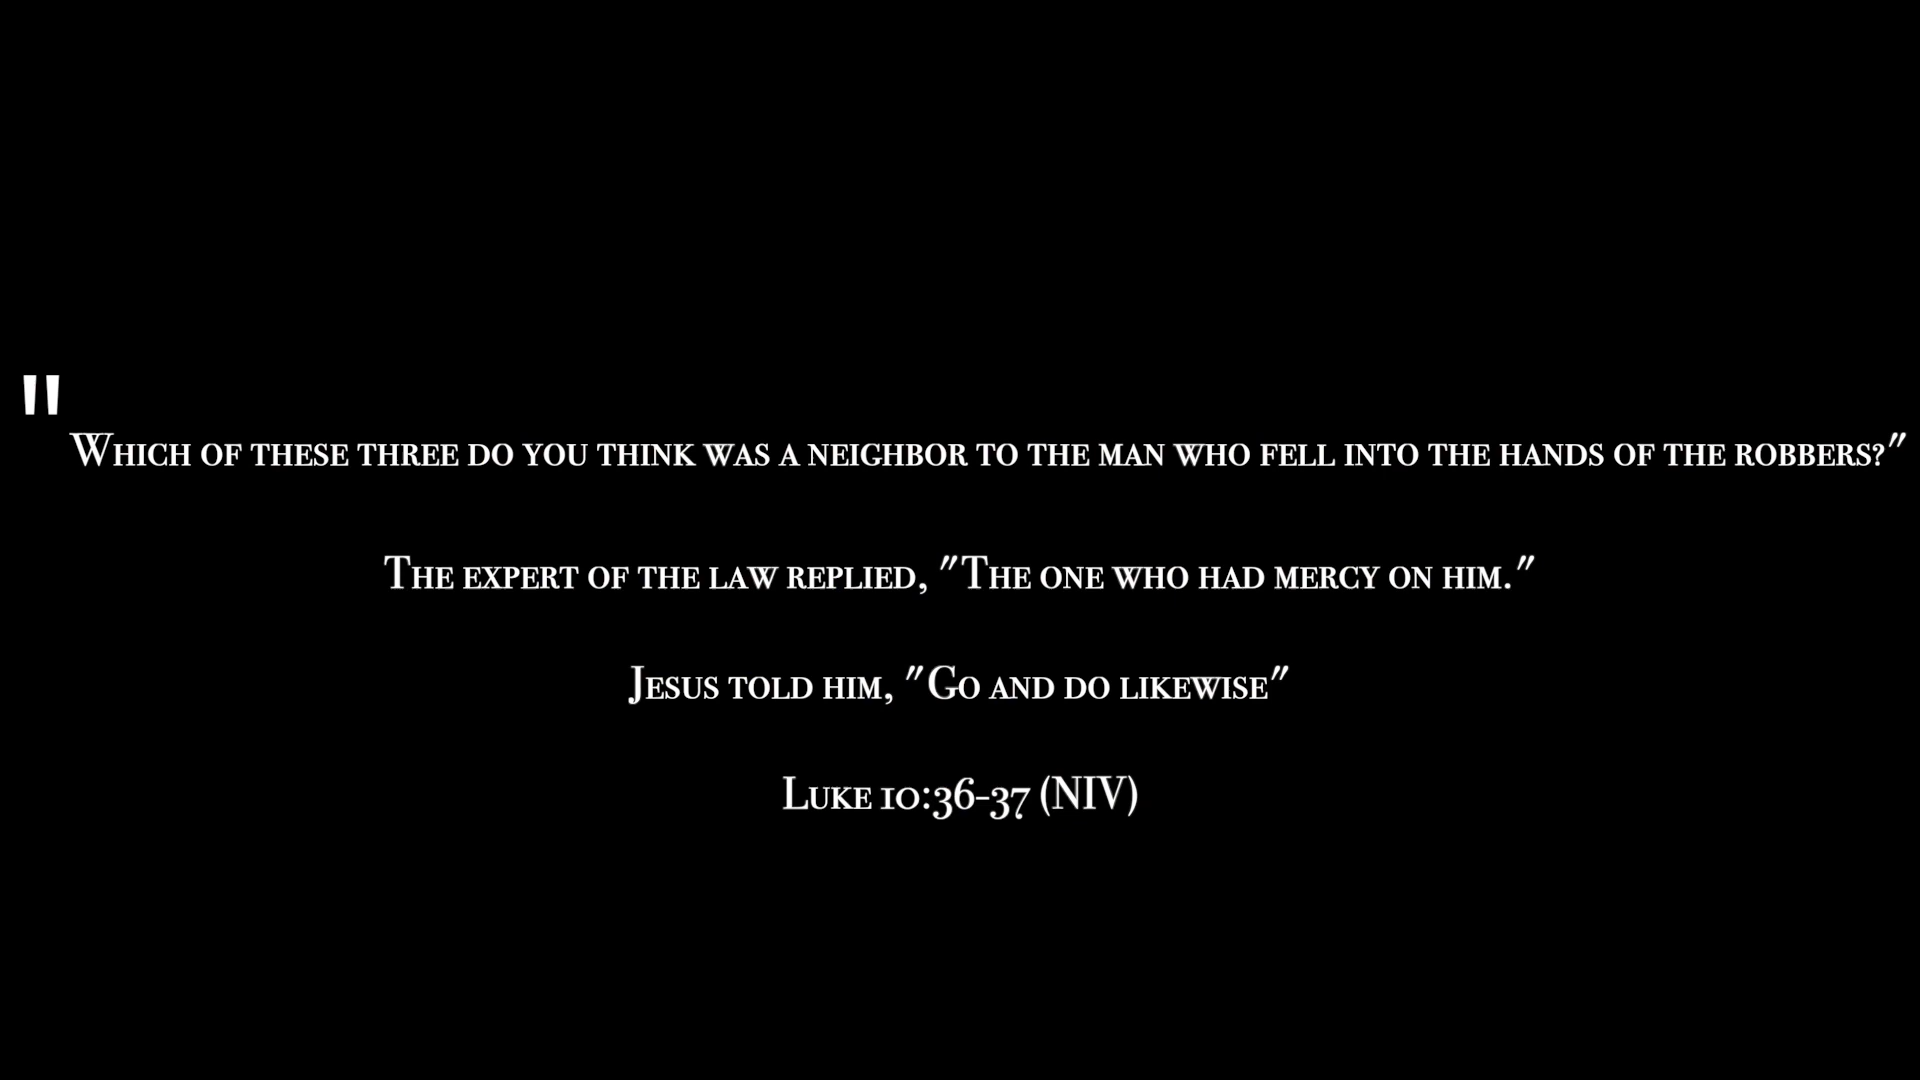 "Which of these three do you think was a neighbor to the man who fell into the hands of the robbers?"
The expert of the law replied, "The one who had mercy on him."
Jesus told him, "Go and do likewise"
Luke 10:36-37 (NIV)